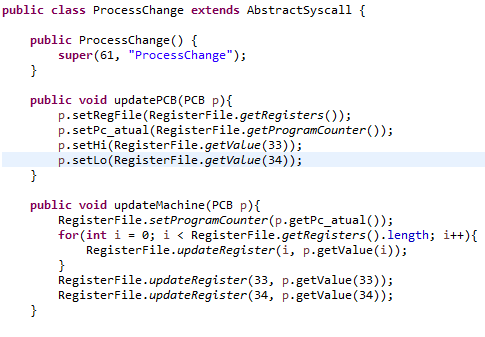 public class ProcessChange extends AbstractSyscall {
public ProcessChange() {
super(61, "ProcessChange");
}
public void updatePCB(PCB p){
p.setRegFile(RegisterFile.getRegisters());
p.setPc_atual(RegisterFile.getProgramCounter());
p.setHi(RegisterFile.getValue(33));
p.setLo(RegisterFile.getValue(34));
}
public void updateMachine(PCB p){
RegisterFile.setProgramCounter(p.getPc_atual());
for(int i = 0; i < RegisterFile.getRegisters().length; i++){
RegisterFile.updateRegister(i, p.getValue(i));
}
RegisterFile.updateRegister(33, p.getValue(33));
RegisterFile.updateRegister(34, p.getValue(34));
}